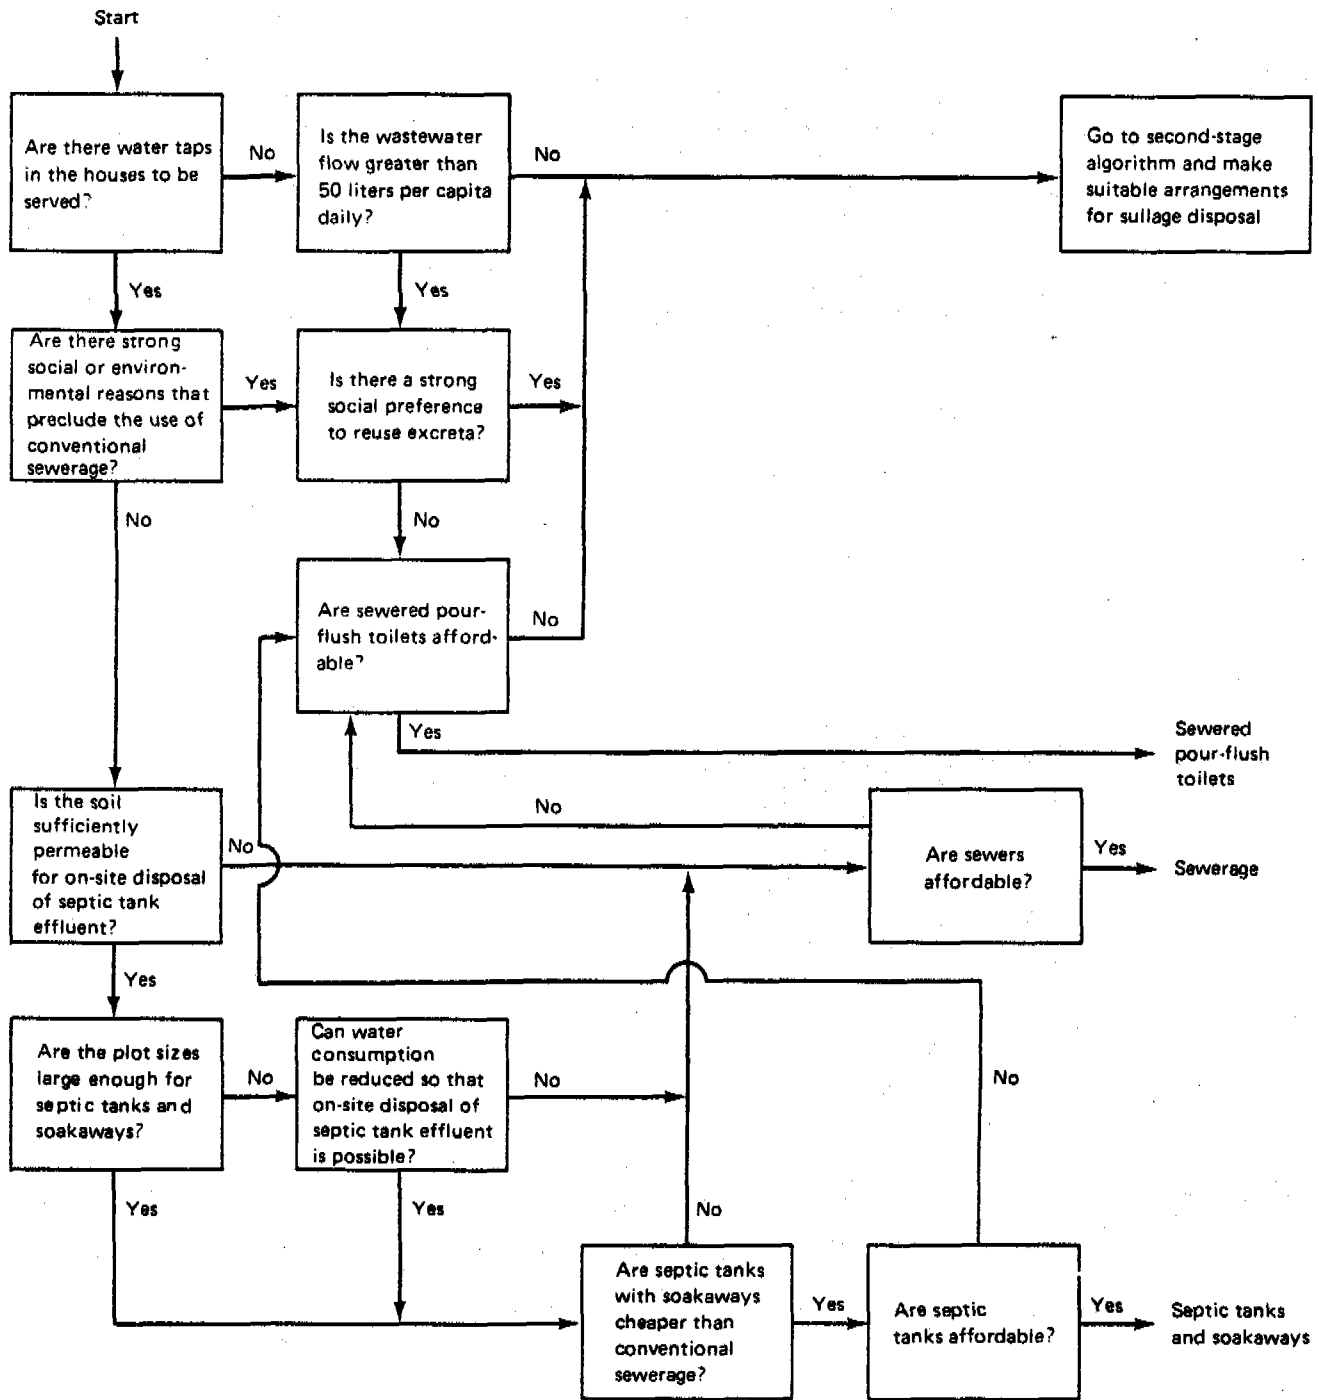 Start
Are there water taps
in the houses to be
served?
No
Is the wastewater
flow greater than
50 liters per capita
daily?
No
Go to second-stage
algorithm and make
suitable arrangements
for sullage disposal
Yes
Yes
Are there strong
social or environ-
mental reasons that
preclude the use of
conventional
sewerage?
Yes
Is there a strong
social preference
to reuse excreta?
Yes
No
No
Are sewered pour-
flush toilets afford-
able?
No
Yes
Sewered
pour-flush
toilets
Is the soil
sufficiently
permeable
for on-site disposal
of septic tank
effluent?
No
No
Are sewers
affordable?
Yes
Sewerage
Yes
Are the plot sizes
large enough for
septic tanks and
soakaways?
No
Can water
consumption
be reduced so that
on-site disposal of
septic tank effluent
is possible?
No
No
Yes
Yes
No
Are septic tanks
with soakaways
cheaper than
conventional
sewerage?
Yes
Are septic
tanks affordable?
Yes
Septic tanks
and soakaways